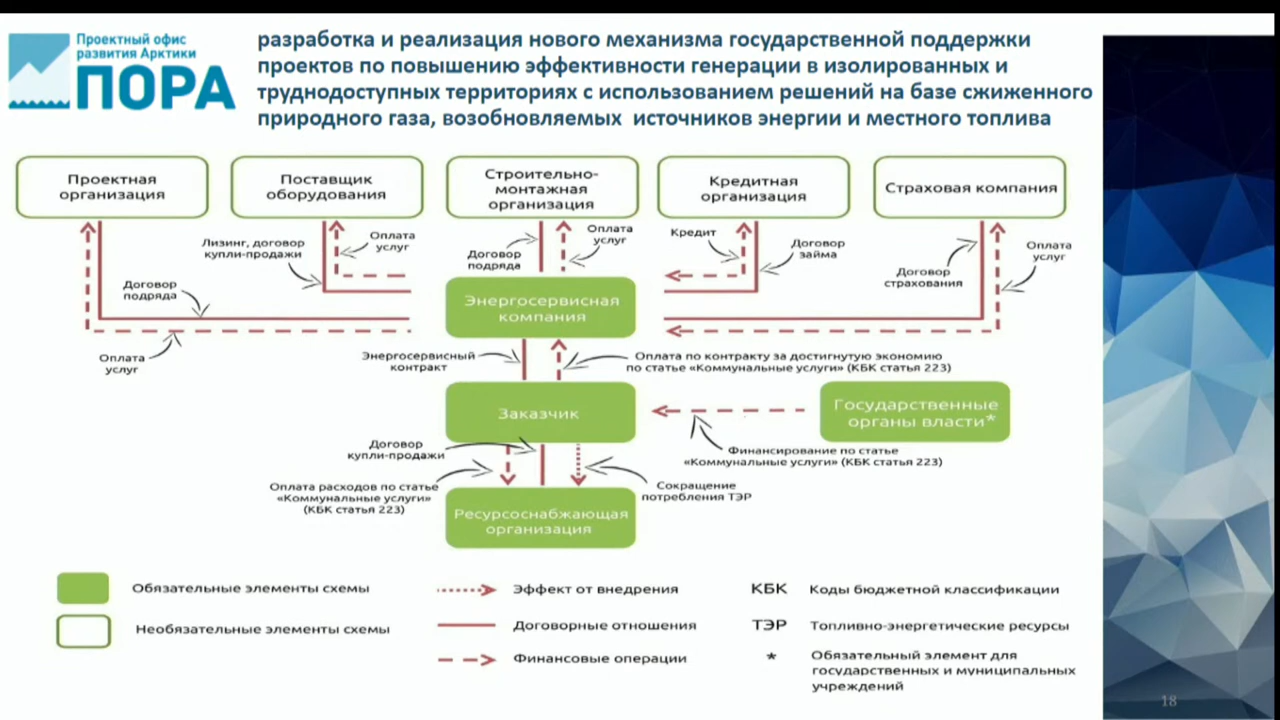 Проектный офис
развития Арктики
ПОРА
разработка и реализация нового механизма государственной поддержки
проектов по повышению эффективности генерации в изолированных и
труднодоступных территориях с использованием решений на базе сжиженного
природного газа, возобновляемых источников энергии и местного топлива
Проектная
организация
Поставщик
оборудования
Строительно-
монтажная
организация
Кредитная
организация
Страховая компания
Лизинг, договор
купли-продажи
Оплата
услуг
Договор
подряда
Оплата
услуг
Кредит
Договор
займа
Договор
страхования
Оплата
услуг
Договор
подряда
Оплата
услуг
Энергосервисная
компания
Энергосервисный
контракт
Оплата по контракту за достигнутую экономию
по статье «Коммунальные услуги» (КБК статья 223)
Заказчик
Государственные
органы власти*
Финансирование по статье
«Коммунальные услуги» (КБК статья 223)
Договор
купли-продажи
Оплата расходов по статье
«Коммунальные услуги»
(КБК статья 223)
Сокращение
потребления ТЭР
Ресурсоснабжающая
организация
Обязательные элементы схемы
Необязательные элементы схемы
Эффект от внедрения
Договорные отношения
Финансовые операции
КБК Коды бюджетной классификации
ТЭР Топливно-энергетические ресурсы
* Обязательный элемент для
государственных и муниципальных
учреждений
18